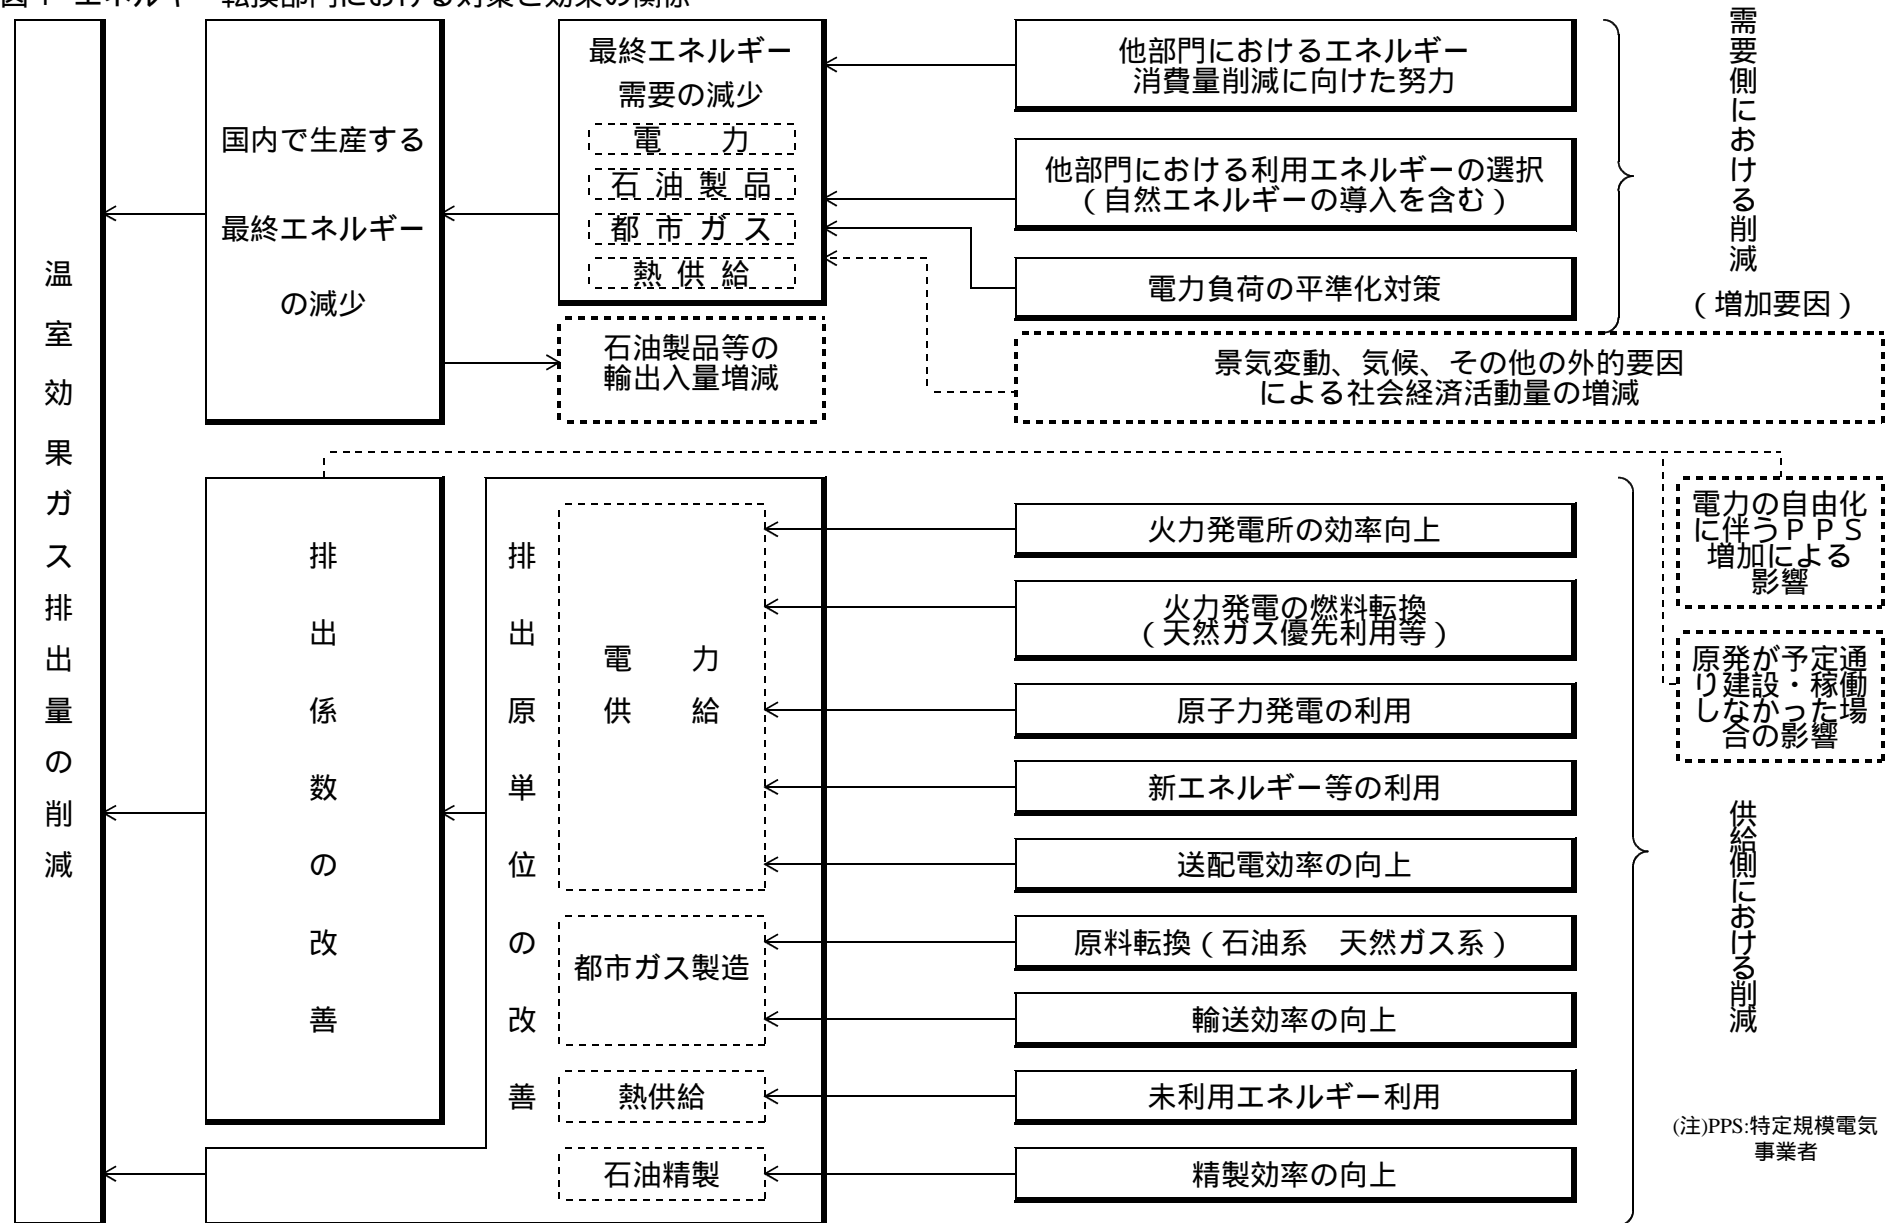 温室効果ガス排出量の削減
国内で生産する
最終エネルギー
の減少
最終エネルギー
需要の減少
電 力
石 油 製 品
都 市 ガ ス
熱 供 給
石油製品等の
輸出入量増減
他部門におけるエネルギー
消費量削減に向けた努力
他部門における利用エネルギーの選択
(自然エネルギーの導入を含む)
電力負荷の平準化対策
需要側における削減
(増加要因)
景気変動、気候、その他の外的要因
による社会経済活動量の増減
排出係数の改善
排出原単位の改善
電 力
供 給
都市ガス製造
熱供給
石油精製
火力発電所の効率向上
火力発電の燃料転換
(天然ガス優先利用等)
原子力発電の利用
新エネルギー等の利用
送配電効率の向上
原料転換(石油系 天然ガス系)
輸送効率の向上
未利用エネルギー利用
精製効率の向上
電力の自由化
に伴うPPS
増加による
影響
原発が予定通
り建設・稼働
しなかった場
合の影響
供給側における削減
(注)PPS:特定規模電気
事業者